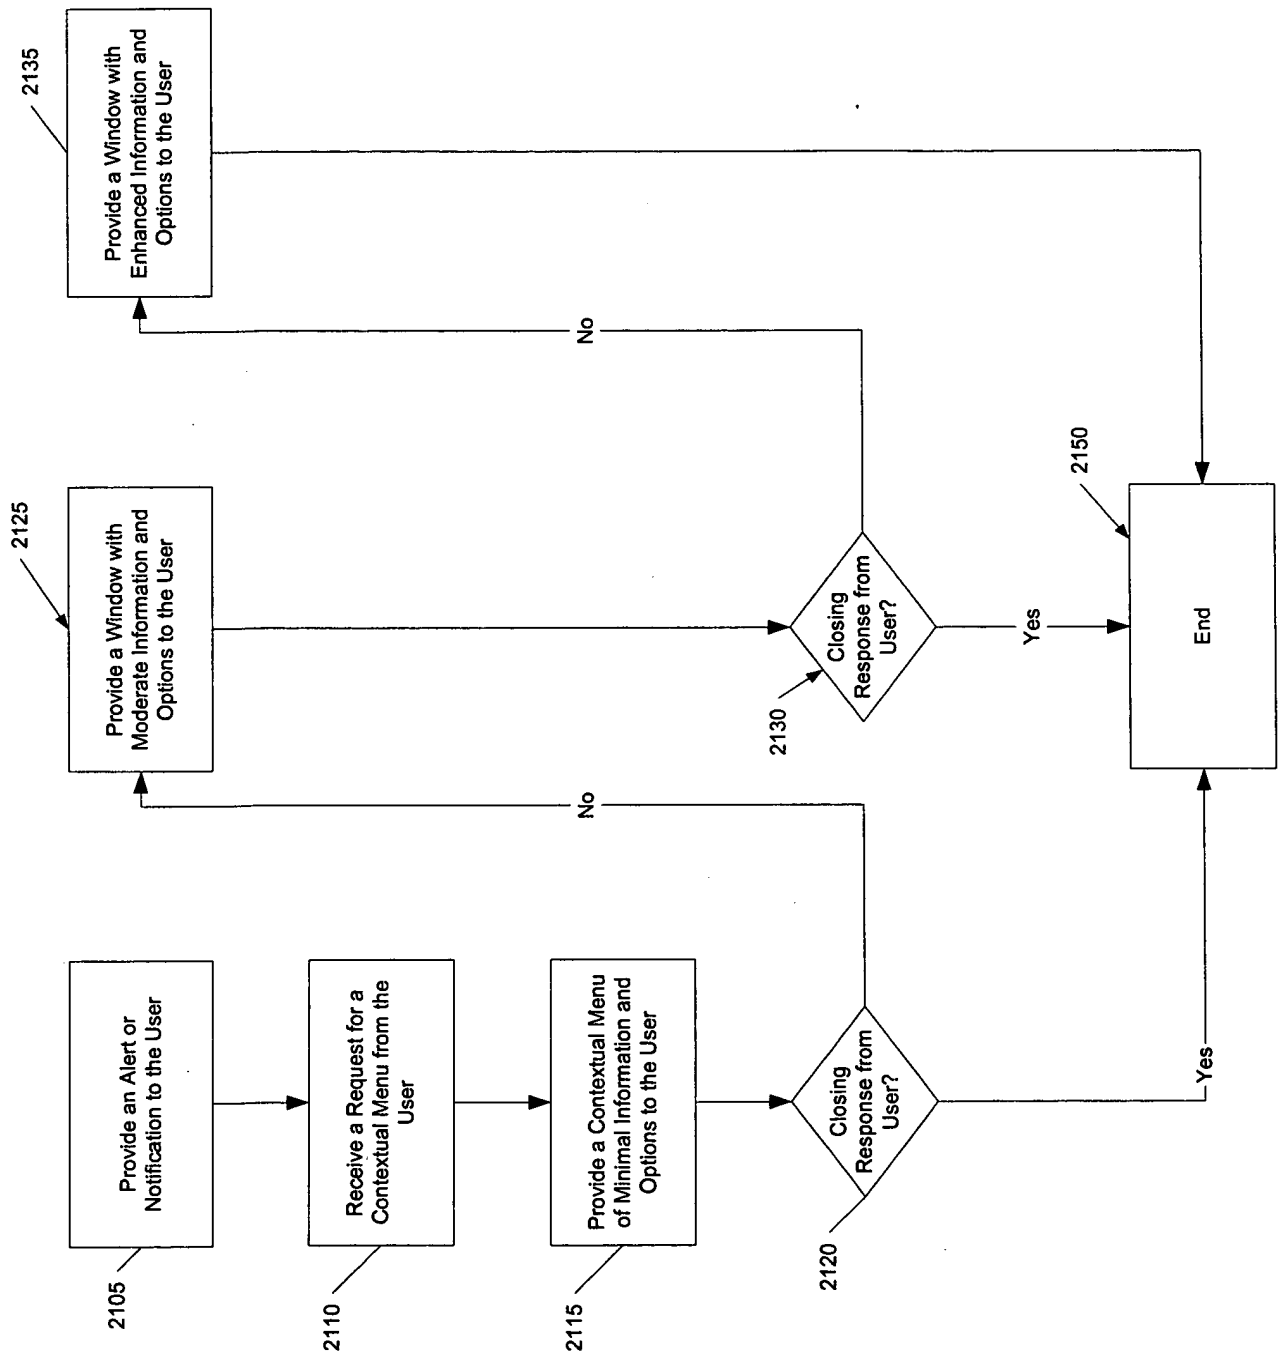 2105
Provide an Alert or
Notification to the User
2110
Receive a Request for a
Contextual Menu from the
User
2115
Provide a Contextual Menu
of Minimal Information and
Options to the User
2120
Closing
Response from
User?
No
Yes
2125
Provide a Window with
Moderate Information and
Options to the User
2130
Closing
Response from
User?
No
Yes
2135
Provide a Window with
Enhanced Information and
Options to the User
2150
End